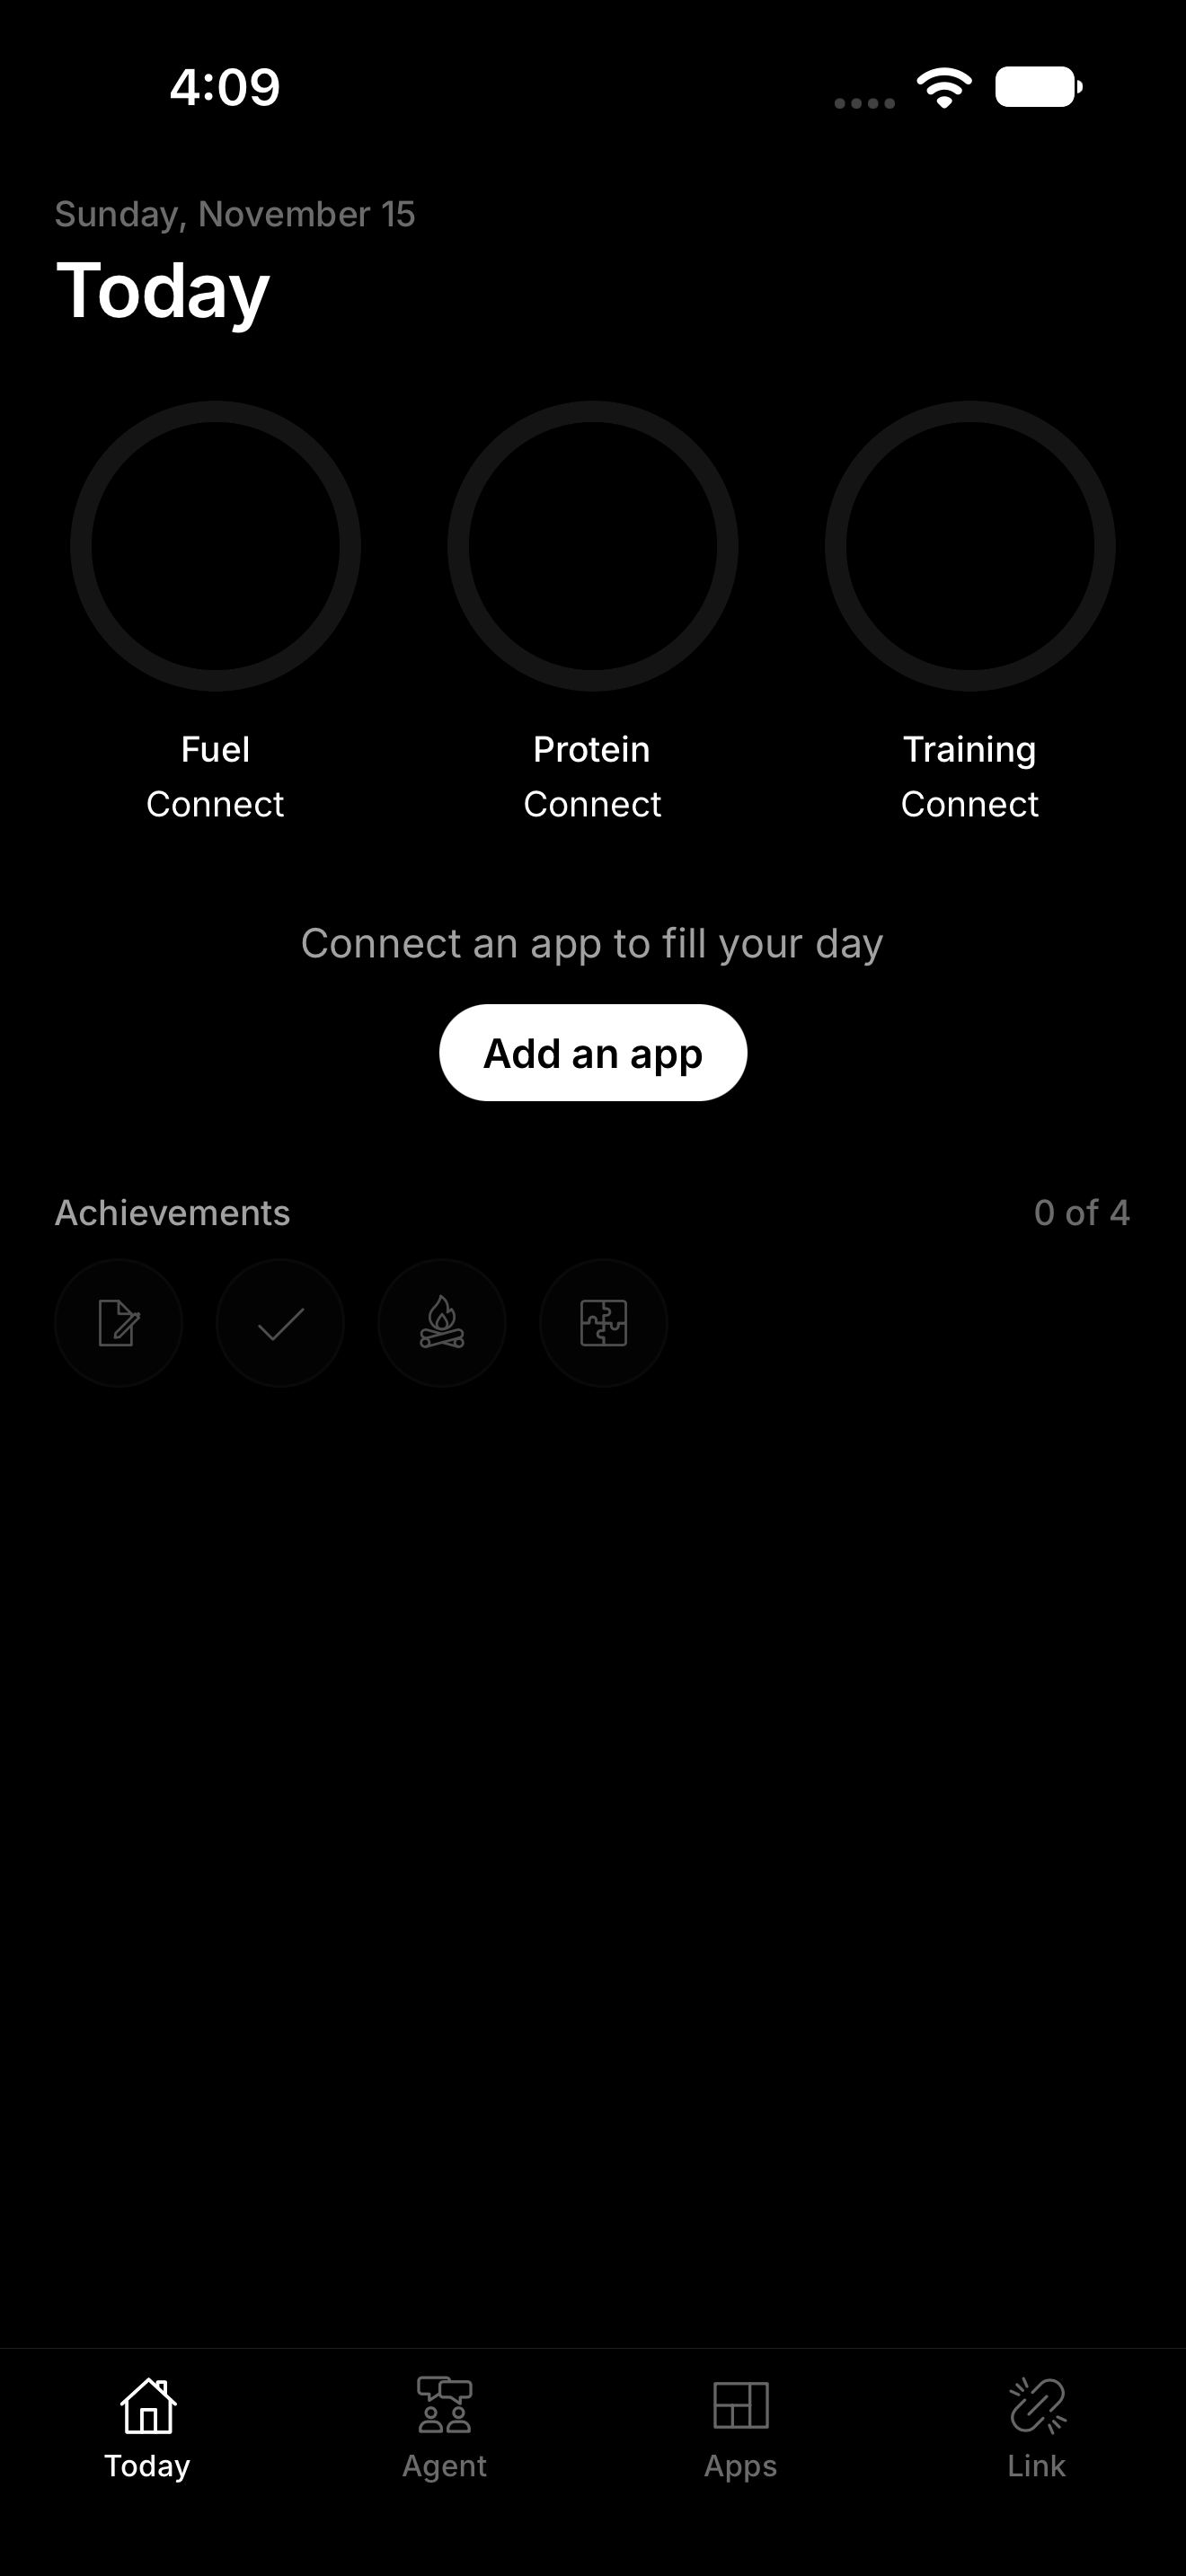 4:09
Sunday, November 15
Today
Fuel
Connect
Protein
Connect
Training
Connect
Connect an app to fill your day
Add an app
Achievements
0 of 4
Today
Agent
Apps
Link